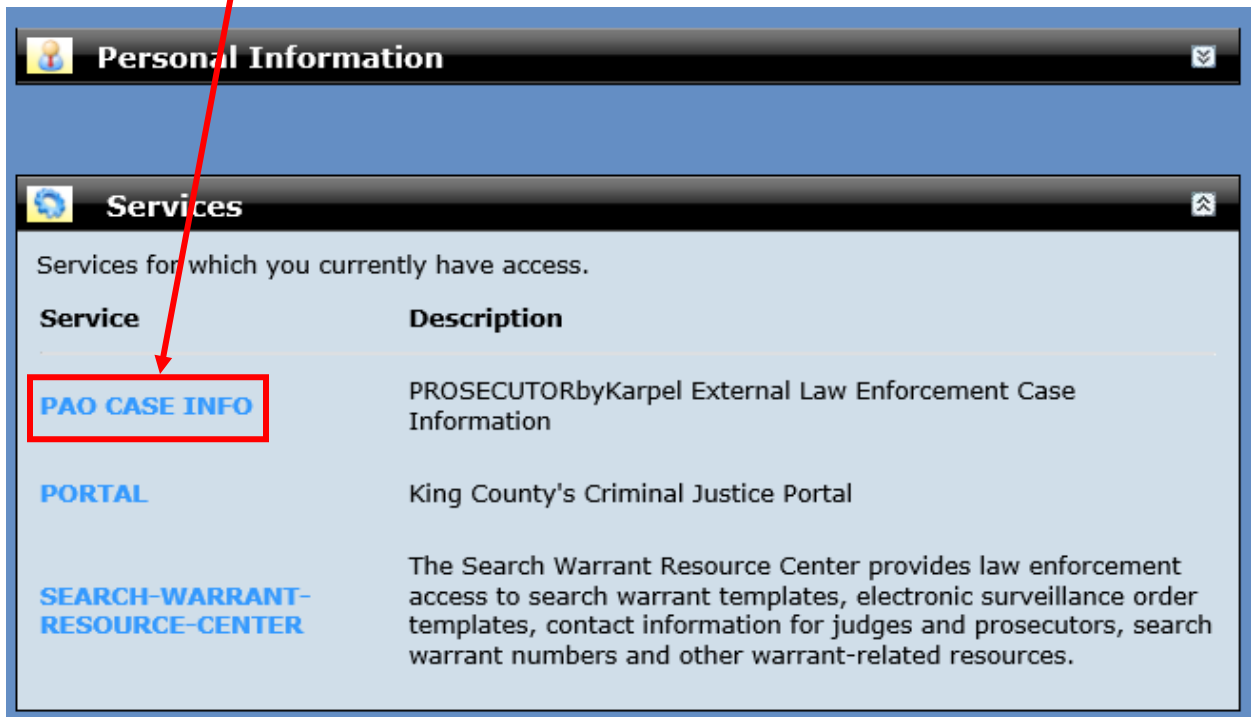 Personal Information
Services
Services for which you currently have access.
Service Description
PAO CASE INFO
PROSECUTORbyKarpel External Law Enforcement Case
Information
PORTAL
King County's Criminal Justice Portal
SEARCH-WARRANT-
RESOURCE-CENTER
The Search Warrant Resource Center provides law enforcement
access to search warrant templates, electronic surveillance order
templates, contact information for judges and prosecutors, search
warrant numbers and other warrant-related resources.